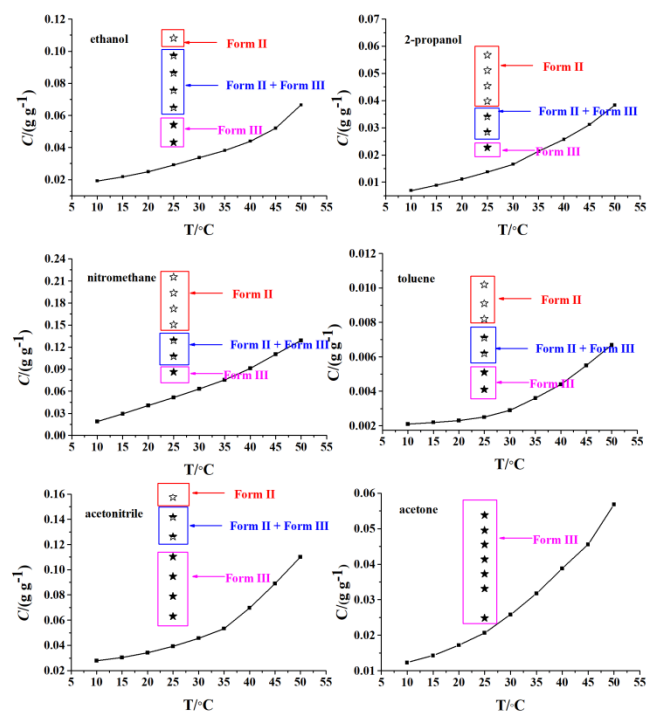 ethanol
Form II
Form II + Form III
Form III
C/(g g⁻¹)
0.12
0.10
0.08
0.06
0.04
0.02
5 10 15 20 25 30 35 40 45 50 55
T/°C
2-propanol
Form II
Form II + Form III
Form III
C/(g g⁻¹)
0.07
0.06
0.05
0.04
0.03
0.02
0.01
5 10 15 20 25 30 35 40 45 50 55
T/°C
nitromethane
Form II
Form II + Form III
Form III
C/(g g⁻¹)
0.24
0.21
0.18
0.15
0.12
0.09
0.06
0.03
0.00
5 10 15 20 25 30 35 40 45 50 55
T/°C
toluene
Form II
Form II + Form III
Form III
C/(g g⁻¹)
0.012
0.010
0.008
0.006
0.004
0.002
5 10 15 20 25 30 35 40 45 50 55
T/°C
acetonitrile
Form II
Form II + Form III
Form III
C/(g g⁻¹)
0.16
0.14
0.12
0.10
0.08
0.06
0.04
0.02
5 10 15 20 25 30 35 40 45 50 55
T/°C
acetone
Form III
C/(g g⁻¹)
0.06
0.05
0.04
0.03
0.02
0.01
5 10 15 20 25 30 35 40 45 50 55
T/°C